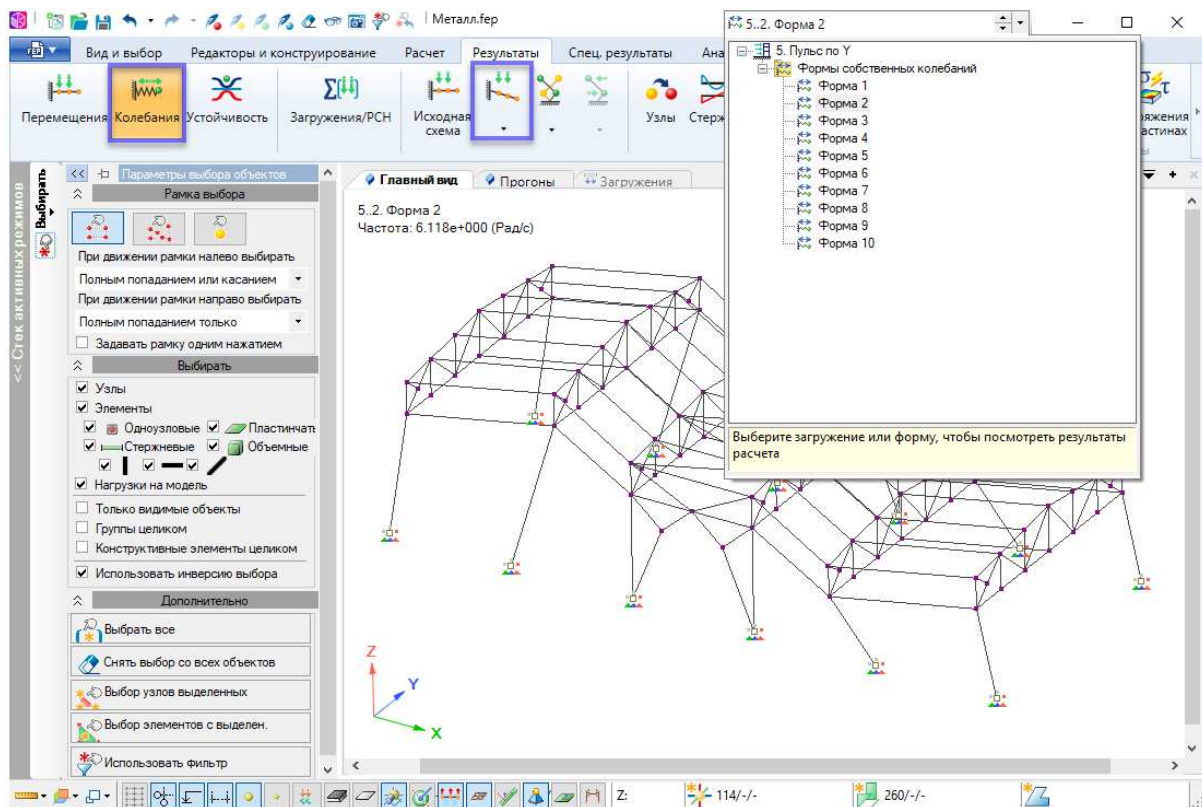 Металл.fep
5..2. Форма 2
FEP
Вид и выбор
Редакторы и конструирование
Расчет
Результаты
Спец. результаты
Ана
5. Пульс по Y
Формы собственных колебаний
Форма 1
Форма 2
Форма 3
Форма 4
Форма 5
Форма 6
Форма 7
Форма 8
Форма 9
Форма 10
Выберите загружение или форму, чтобы посмотреть результаты
расчета
Перемещения
Колебания
Устойчивость
Загружения/РСН
Исходная
схема
Узлы
Стерж
ряжения
астинах
<< Стек активных режимов
Выбирать
<<
Параметры выбора объектов
Рамка выбора
При движении рамки налево выбирать
Полным попаданием или касанием
При движении рамки направо выбирать
Полным попаданием только
Задавать рамку одним нажатием
Выбирать
Узлы
Элементы
Одноузловые
Пластинчат
Стержневые
Объемные
Нагрузки на модель
Только видимые объекты
Группы целиком
Конструктивные элементы целиком
Использовать инверсию выбора
Дополнительно
Выбрать все
Снять выбор со всех объектов
Выбор узлов выделенных
Выбор элементов с выделен.
Использовать фильтр
Главный вид
Прогоны
Загружения
5..2. Форма 2
Частота: 6.118e+000 (Рад/с)
Z
Y
X
Z:
114/-/-
260/-/-